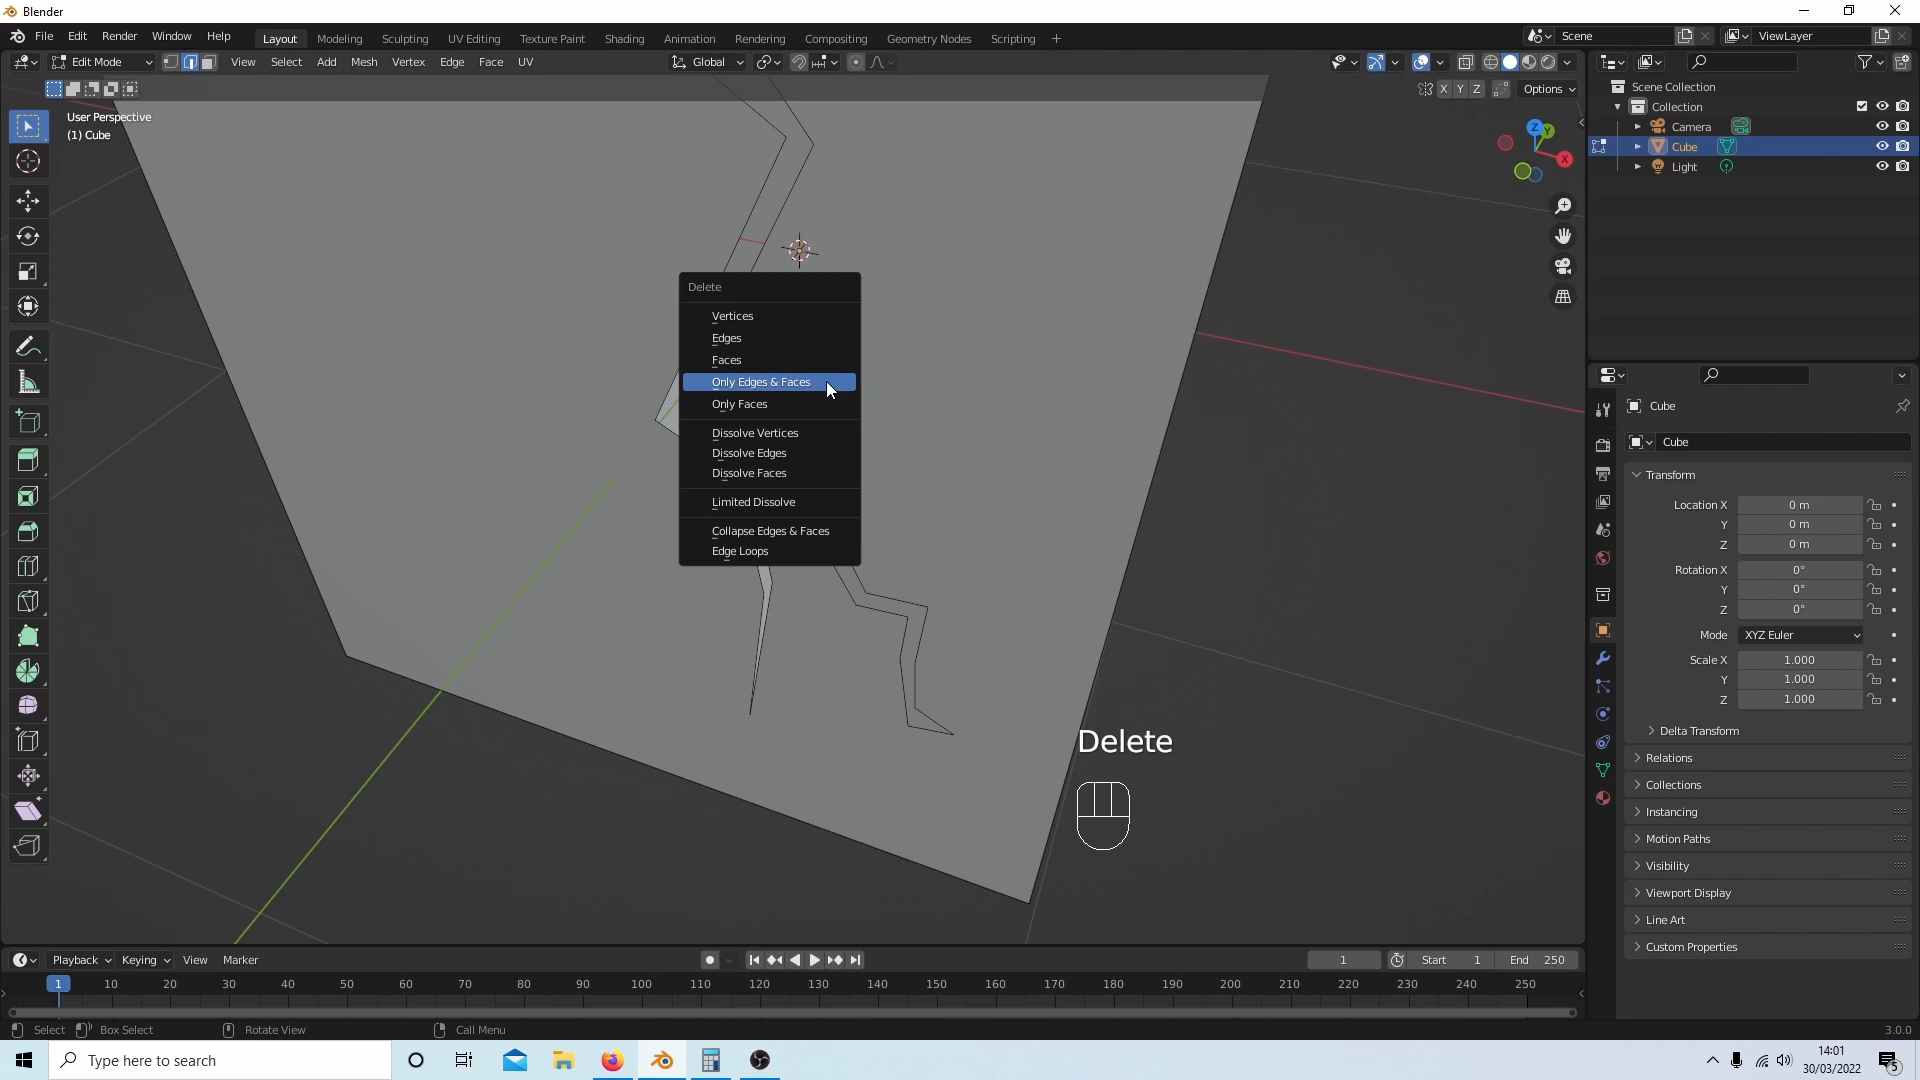 Blender
File Edit Render Window Help
Layout Modeling Sculpting UV Editing Texture Paint Shading Animation Rendering Compositing Geometry Nodes Scripting +
Scene
ViewLayer
Edit Mode
View Select Add Mesh Vertex Edge Face UV
Global
X Y Z
Options
User Perspective
(1) Cube
Z
Y
X
Scene Collection
Collection
Camera
Cube
Light
Delete
Vertices
Edges
Faces
Only Edges & Faces
Only Faces
Dissolve Vertices
Dissolve Edges
Dissolve Faces
Limited Dissolve
Collapse Edges & Faces
Edge Loops
Delete
Cube
Cube
Transform
Location X 0 m
Y 0 m
Z 0 m
Rotation X 0°
Y 0°
Z 0°
Mode XYZ Euler
Scale X 1.000
Y 1.000
Z 1.000
Delta Transform
Relations
Collections
Instancing
Motion Paths
Visibility
Viewport Display
Line Art
Custom Properties
Playback Keying View Marker
1
Start 1
End 250
1 10 20 30 40 50 60 70 80 90 100 110 120 130 140 150 160 170 180 190 200 210 220 230 240 250
Select Box Select Rotate View Call Menu
3.0.0
Type here to search
14:01
30/03/2022
5